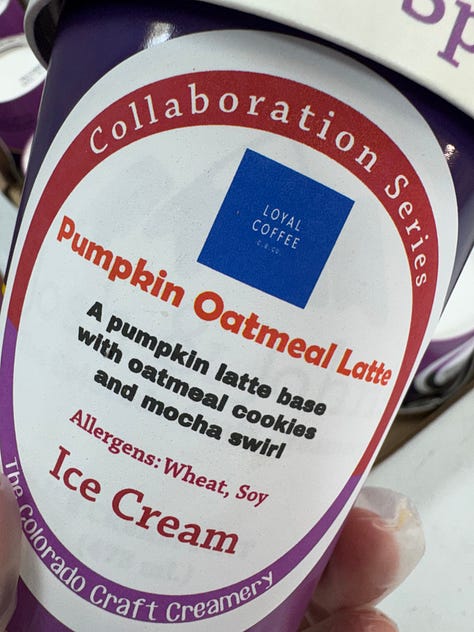 Collaboration Series
LOYAL
COFFEE
Pumpkin Oatmeal Latte
A pumpkin latte base
with oatmeal cookies
and mocha swirl
Allergens: Wheat, Soy
Ice Cream
The Colorado Craft Creamery